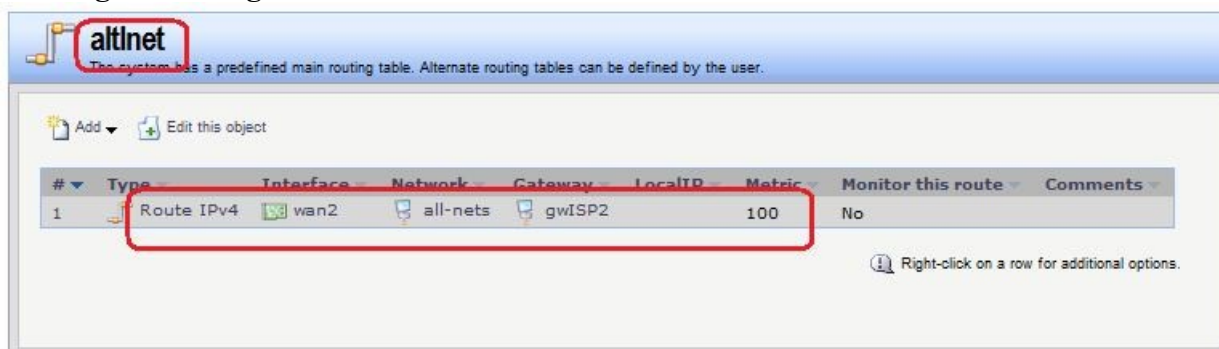 altInet
The system has a predefined main routing table. Alternate routing tables can be defined by the user.
Add Edit this object
# Type Interface Network Gateway LocalIP Metric Monitor this route Comments
1 Route IPv4 wan2 all-nets gwISP2 100 No
Right-click on a row for additional options.